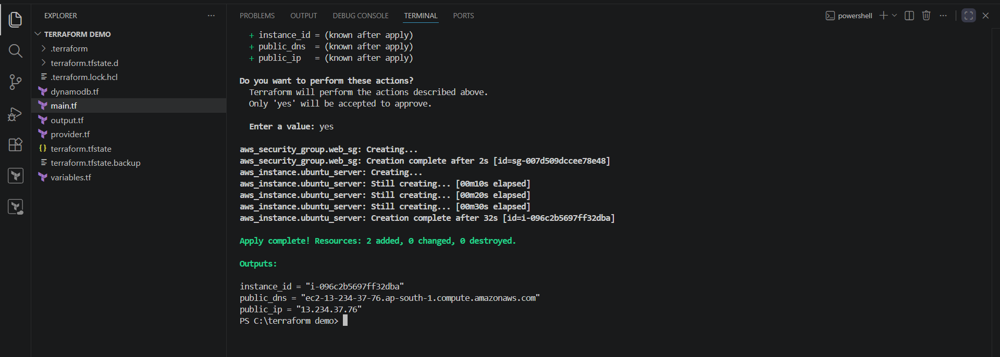 EXPLORER
TERRAFORM DEMO
.terraform
terraform.tfstate.d
.terraform.lock.hcl
dynamodb.tf
main.tf
output.tf
provider.tf
{} terraform.tfstate
terraform.tfstate.backup
variables.tf
PROBLEMS OUTPUT DEBUG CONSOLE TERMINAL PORTS
powershell
+ instance_id = (known after apply)
+ public_dns  = (known after apply)
+ public_ip   = (known after apply)
Do you want to perform these actions?
Terraform will perform the actions described above.
Only 'yes' will be accepted to approve.
Enter a value: yes
aws_security_group.web_sg: Creating...
aws_security_group.web_sg: Creation complete after 2s [id=sg-007d509dccee78e48]
aws_instance.ubuntu_server: Creating...
aws_instance.ubuntu_server: Still creating... [00m10s elapsed]
aws_instance.ubuntu_server: Still creating... [00m20s elapsed]
aws_instance.ubuntu_server: Still creating... [00m30s elapsed]
aws_instance.ubuntu_server: Creation complete after 32s [id=i-096c2b5697ff32dba]
Apply complete! Resources: 2 added, 0 changed, 0 destroyed.
Outputs:
instance_id = "i-096c2b5697ff32dba"
public_dns = "ec2-13-234-37-76.ap-south-1.compute.amazonaws.com"
public_ip = "13.234.37.76"
PS C:\terraform demo>